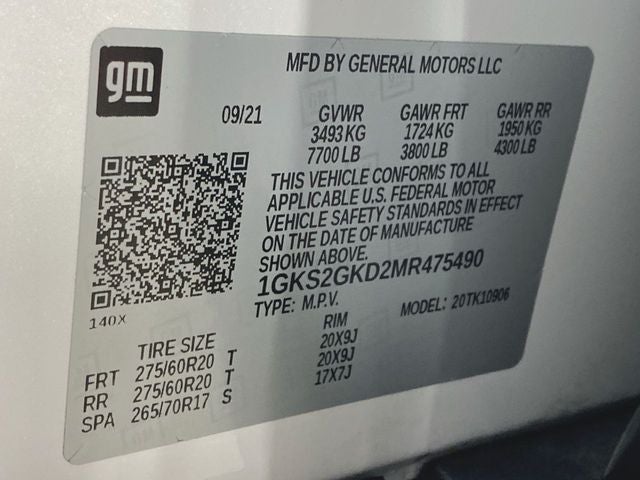 gm
MFD BY GENERAL MOTORS LLC
09/21 GVWR GAWR FRT GAWR RR
3493 KG 1724 KG 1950 KG
7700 LB 3800 LB 4300 LB
THIS VEHICLE CONFORMS TO ALL
APPLICABLE U.S. FEDERAL MOTOR
VEHICLE SAFETY STANDARDS IN EFFECT
ON THE DATE OF MANUFACTURE
SHOWN ABOVE.
1GKS2GKD2MR475490
TYPE: M.P.V. MODEL: 20TK10906
140X
TIRE SIZE RIM
FRT 275/60R20 T 20X9J
RR 275/60R20 T 20X9J
SPA 265/70R17 S 17X7J